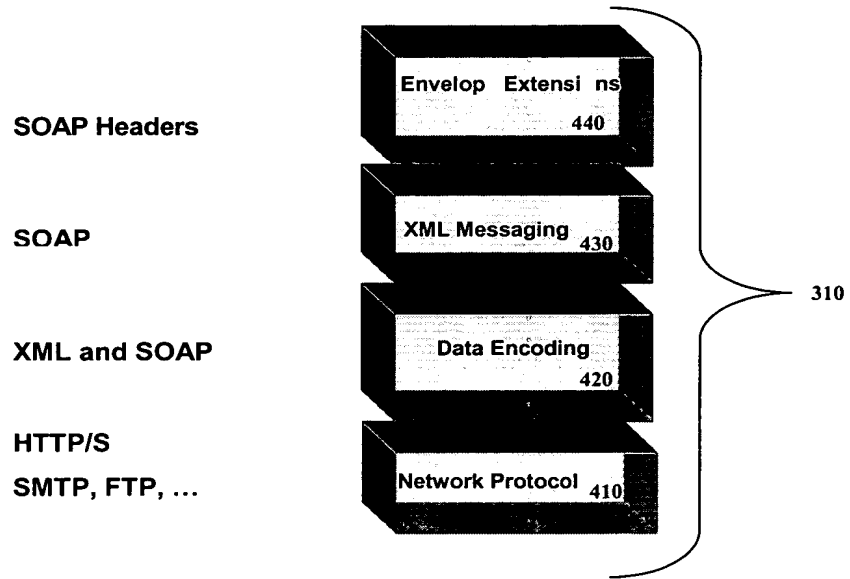 Envelop Extensi ns
440
SOAP Headers
XML Messaging
430
SOAP
310
XML and SOAP
Data Encoding
420
HTTP/S
SMTP, FTP, ...
Network Protocol
410